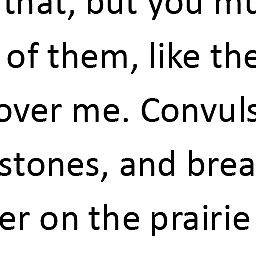 that, but you mu
of them, like the
over me. Convuls
stones, and brea
er on the prairie